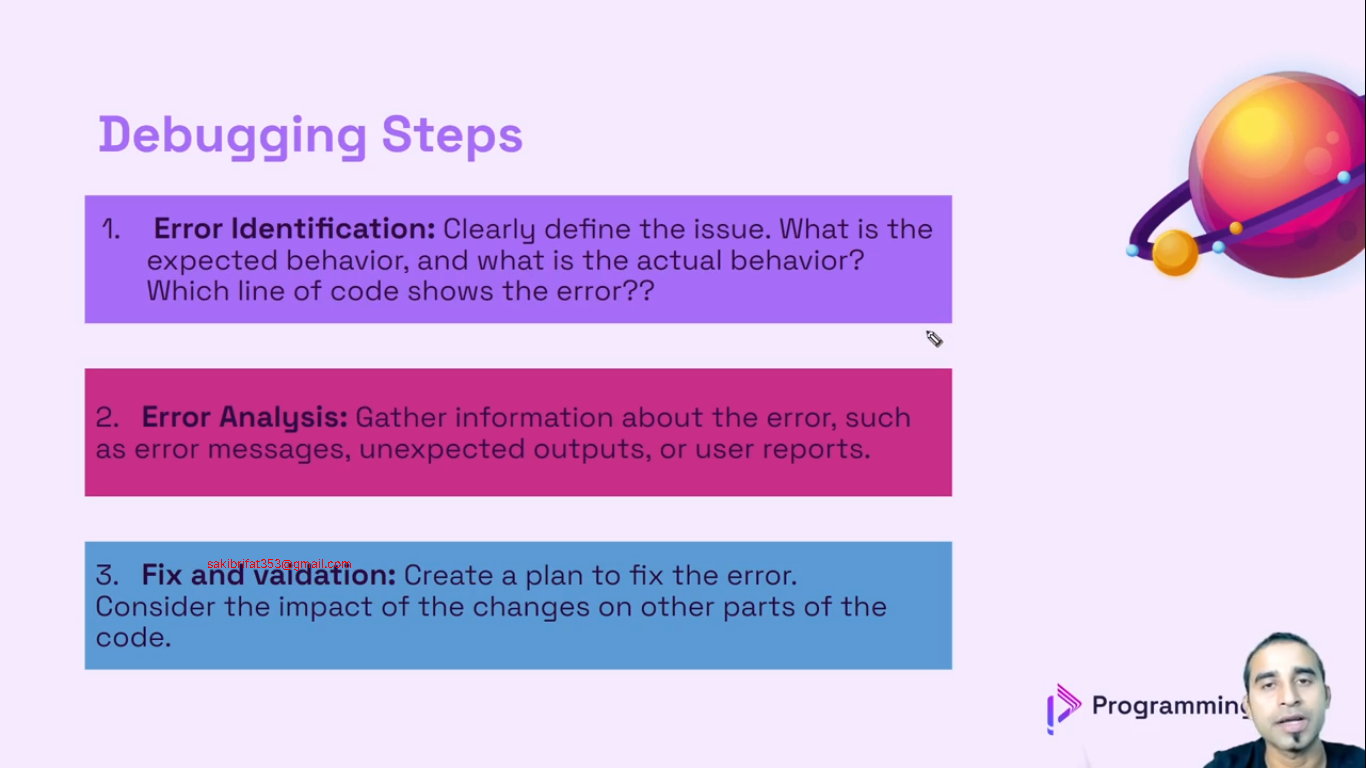 Debugging Steps
1. Error Identification: Clearly define the issue. What is the
expected behavior, and what is the actual behavior?
Which line of code shows the error??
2. Error Analysis: Gather information about the error, such
as error messages, unexpected outputs, or user reports.
sakibrifat353@gmail.com
3. Fix and vaidation: Create a plan to fix the error.
Consider the impact of the changes on other parts of the
code.
Programming